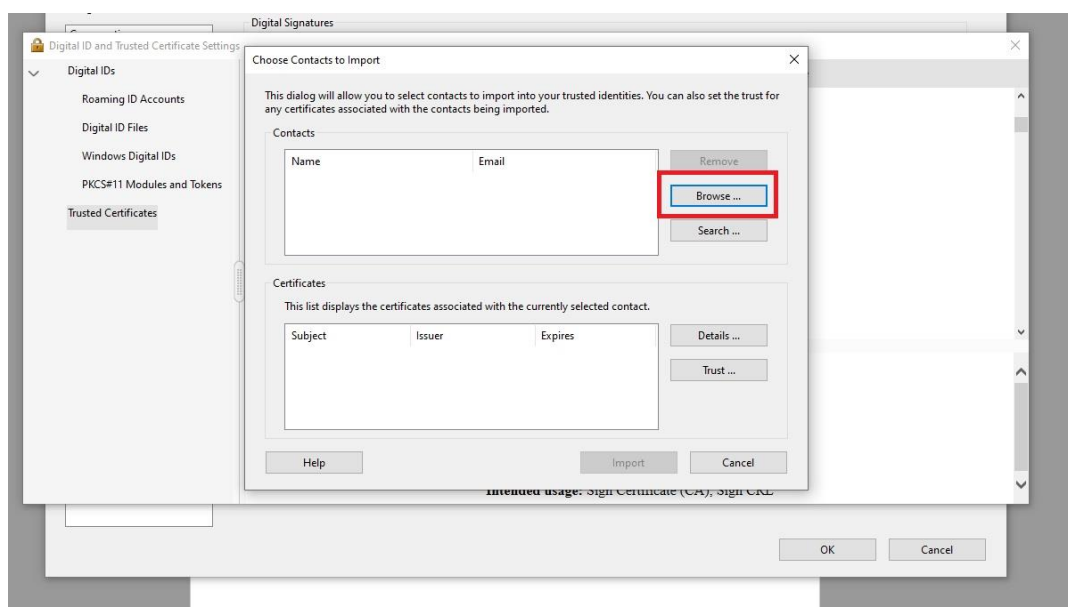 Digital Signatures
Digital ID and Trusted Certificate Settings
Digital IDs
Roaming ID Accounts
Digital ID Files
Windows Digital IDs
PKCS#11 Modules and Tokens
Trusted Certificates
Choose Contacts to Import
This dialog will allow you to select contacts to import into your trusted identities. You can also set the trust for
any certificates associated with the contacts being imported.
Contacts
Name Email
Remove
Browse ...
Search ...
Certificates
This list displays the certificates associated with the currently selected contact.
Subject Issuer Expires
Details ...
Trust ...
Help Import Cancel
Intended usage: Sign Certificate (CA), Sign CRL
OK Cancel